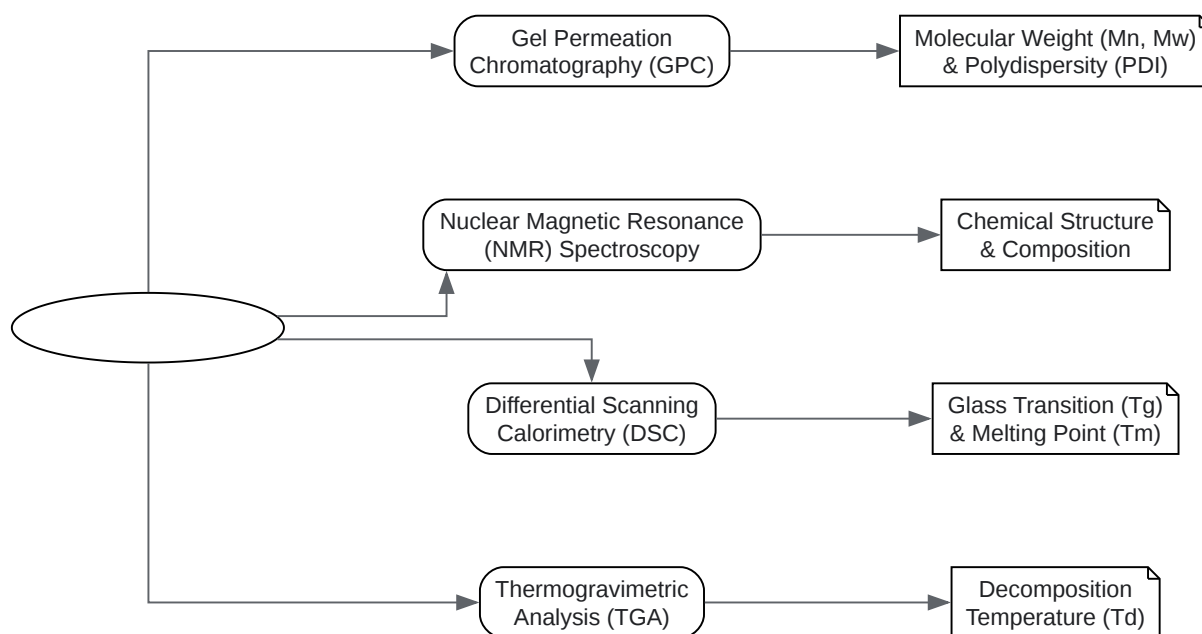 Gel Permeation
Chromatography (GPC)
Molecular Weight (Mn, Mw)
& Polydispersity (PDI)
Nuclear Magnetic Resonance
(NMR) Spectroscopy
Chemical Structure
& Composition
Differential Scanning
Calorimetry (DSC)
Glass Transition (Tg)
& Melting Point (Tm)
Thermogravimetric
Analysis (TGA)
Decomposition
Temperature (Td)